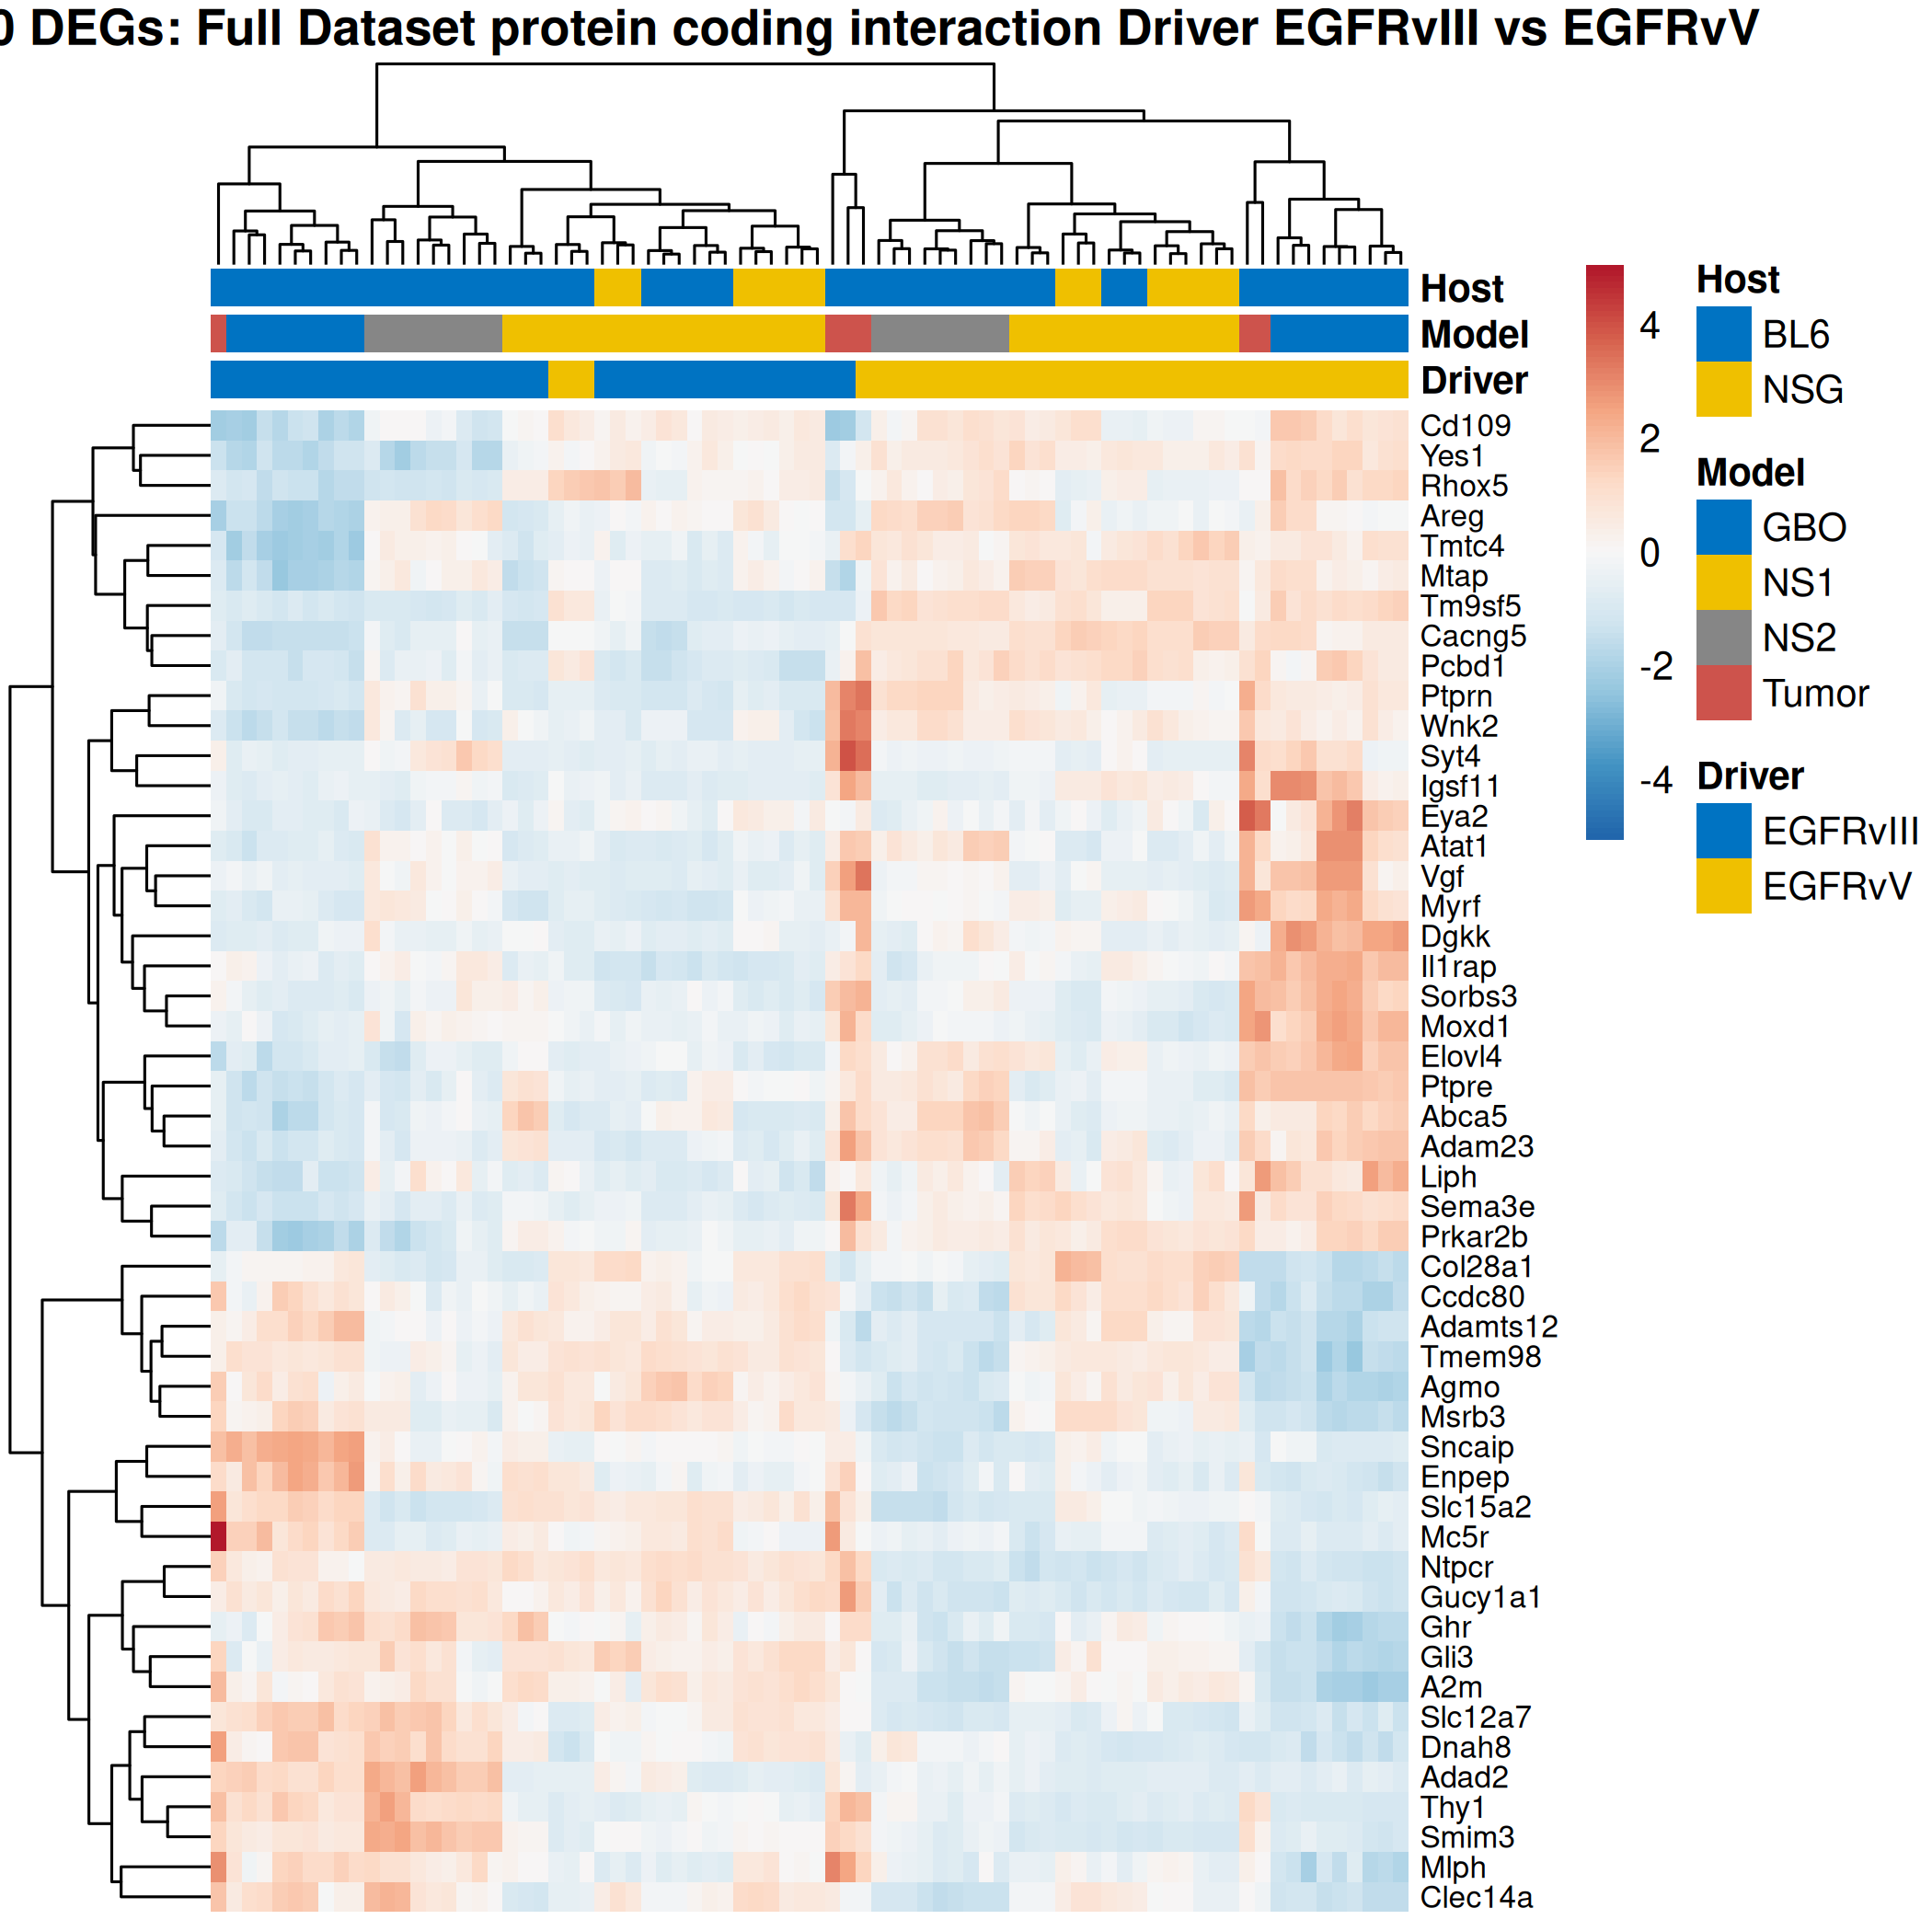 0 DEGs: Full Dataset protein coding interaction Driver EGFRvIII vs EGFRvV
Host
Model
Driver
Cd109
Yes1
Rhox5
Areg
Tmtc4
Mtap
Tm9sf5
Cacng5
Pcbd1
Ptprn
Wnk2
Syt4
Igsf11
Eya2
Atat1
Vgf
Myrf
Dgkk
Il1rap
Sorbs3
Moxd1
Elovl4
Ptpre
Abca5
Adam23
Liph
Sema3e
Prkar2b
Col28a1
Ccdc80
Adamts12
Tmem98
Agmo
Msrb3
Sncaip
Enpep
Slc15a2
Mc5r
Ntpcr
Gucy1a1
Ghr
Gli3
A2m
Slc12a7
Dnah8
Adad2
Thy1
Smim3
Mlph
Clec14a
4
2
0
-2
-4
Host
BL6
NSG
Model
GBO
NS1
NS2
Tumor
Driver
EGFRvIII
EGFRvV